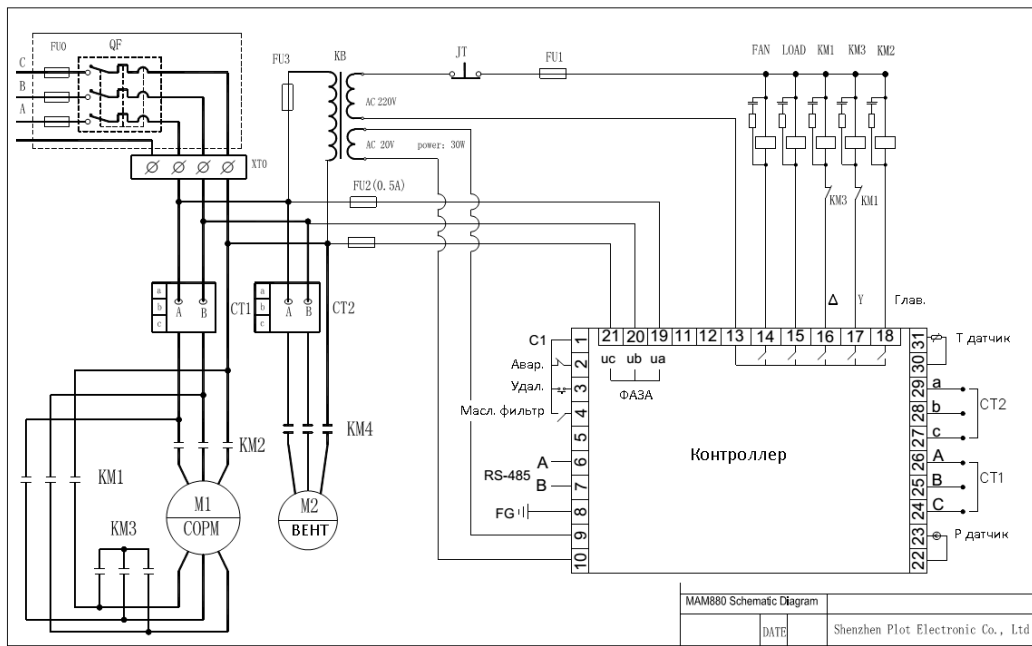 FU0
QF
C
B
A
XT0
FU3
KB
AC 220V
AC 20V
power: 30W
JT
FU1
FAN
LOAD
KM1
KM3
KM2
FU2(0.5A)
KM3
KM1
Δ
Y
Глав.
a
b
c
A
B
CT1
a
b
c
A
B
CT2
KM1
KM2
KM3
KM4
M1
COPM
M2
ВЕНТ
C1
Авар.
Удал.
Масл. фильтр
A
RS-485
B
FG
1
2
3
4
5
6
7
8
9
10
21
20
19
11
12
13
14
15
16
17
18
uc
ub
ua
ФАЗА
Контроллер
31
30
29
28
27
26
25
24
23
22
Т датчик
a
b
c
CT2
A
B
C
CT1
Р датчик
MAM880 Schematic Diagram
DATE
Shenzhen Plot Electronic Co., Ltd